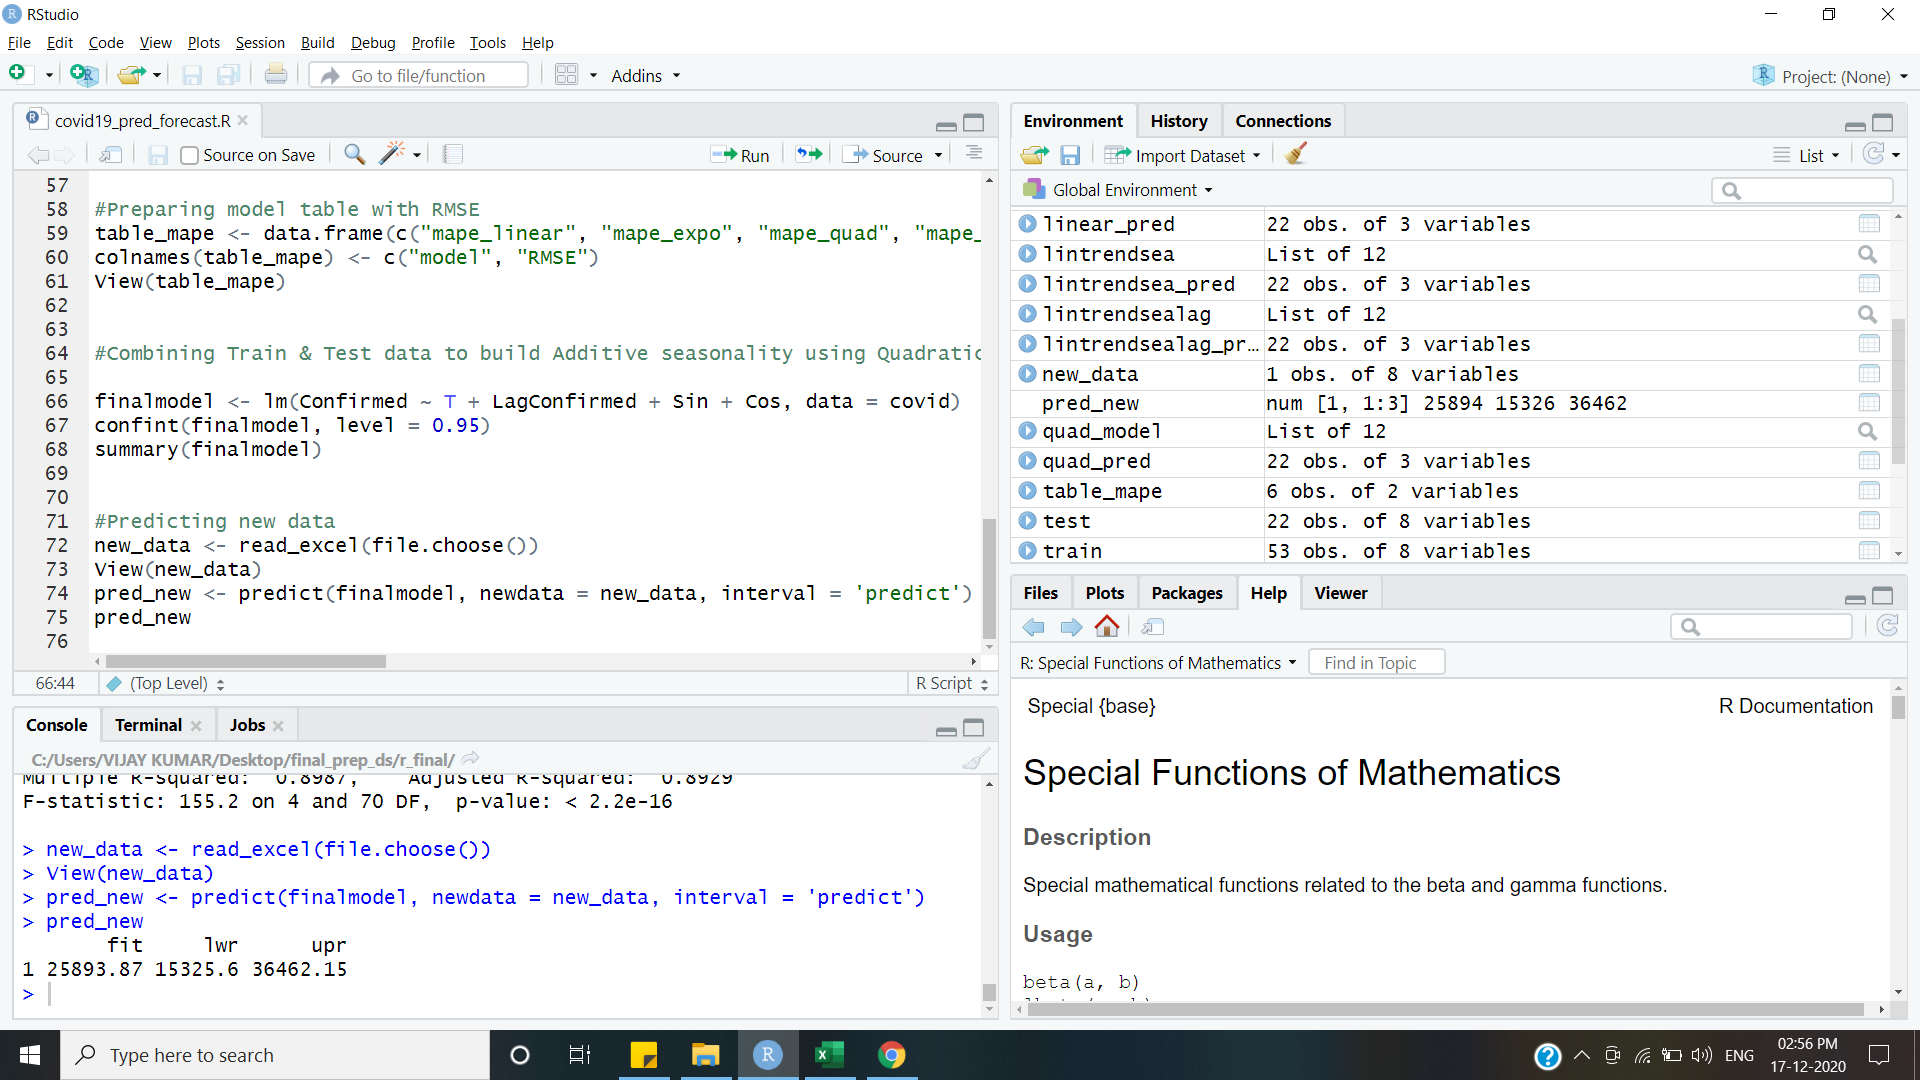 RStudio
File Edit Code View Plots Session Build Debug Profile Tools Help
Go to file/function Addins Project: (None)
covid19_pred_forecast.R
Source on Save Run Source
57
58 #Preparing model table with RMSE
59 table_mape <- data.frame(c("mape_linear", "mape_expo", "mape_quad", "mape_
60 colnames(table_mape) <- c("model", "RMSE")
61 View(table_mape)
62
63
64 #Combining Train & Test data to build Additive seasonality using Quadratic
65
66 finalmodel <- lm(Confirmed ~ T + LagConfirmed + Sin + Cos, data = covid)
67 confint(finalmodel, level = 0.95)
68 summary(finalmodel)
69
70
71 #Predicting new data
72 new_data <- read_excel(file.choose())
73 View(new_data)
74 pred_new <- predict(finalmodel, newdata = new_data, interval = 'predict')
75 pred_new
76
66:44 (Top Level) R Script
Console Terminal Jobs
C:/Users/VIJAY KUMAR/Desktop/final_prep_ds/r_final/
Multiple R-squared: 0.8987, Adjusted R-squared: 0.8929
F-statistic: 155.2 on 4 and 70 DF, p-value: < 2.2e-16
> new_data <- read_excel(file.choose())
> View(new_data)
> pred_new <- predict(finalmodel, newdata = new_data, interval = 'predict')
> pred_new
fit lwr upr
1 25893.87 15325.6 36462.15
>
Environment History Connections
Import Dataset List
Global Environment
linear_pred 22 obs. of 3 variables
lintrendsea List of 12
lintrendsea_pred 22 obs. of 3 variables
lintrendsealag List of 12
lintrendsealag_pr… 22 obs. of 3 variables
new_data 1 obs. of 8 variables
pred_new num [1, 1:3] 25894 15326 36462
quad_model List of 12
quad_pred 22 obs. of 3 variables
table_mape 6 obs. of 2 variables
test 22 obs. of 8 variables
train 53 obs. of 8 variables
Files Plots Packages Help Viewer
R: Special Functions of Mathematics Find in Topic
Special {base} R Documentation
Special Functions of Mathematics
Description
Special mathematical functions related to the beta and gamma functions.
Usage
beta(a, b)
Type here to search
ENG
02:56 PM
17-12-2020